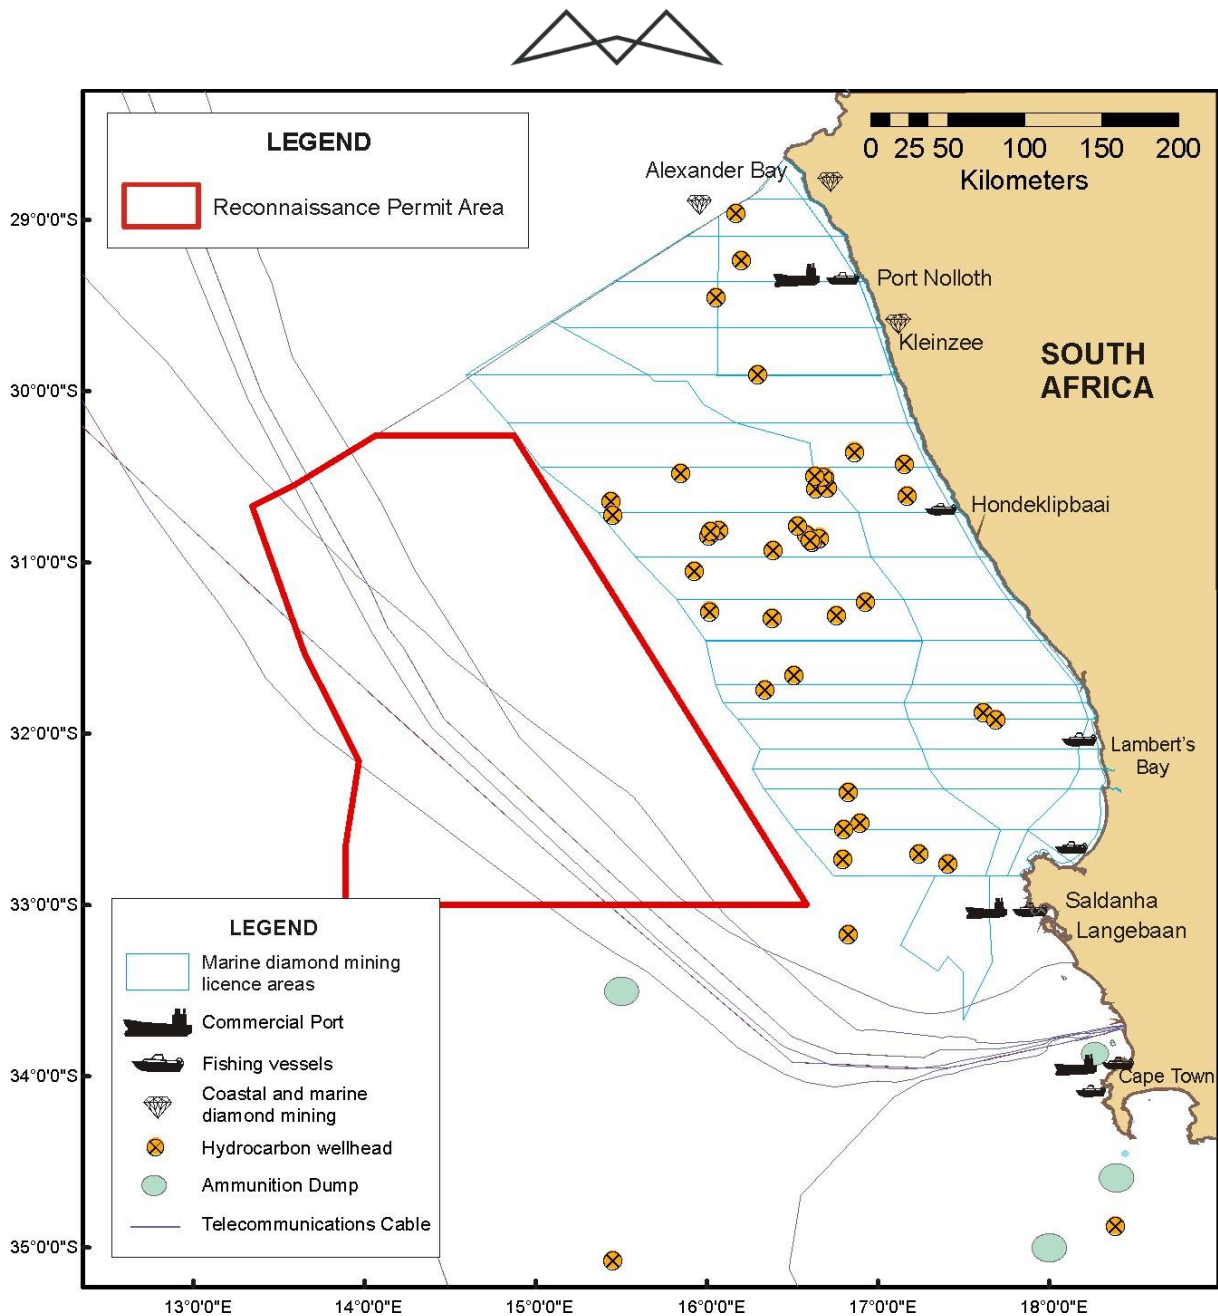 LEGEND
Reconnaissance Permit Area
0 25 50 100 150 200
Kilometers
Alexander Bay
29°0'0"S
Port Nolloth
Kleinzee
SOUTH
AFRICA
30°0'0"S
Hondeklipbaai
31°0'0"S
32°0'0"S
Lambert's
Bay
33°0'0"S
Saldanha
Langebaan
LEGEND
Marine diamond mining
licence areas
Commercial Port
Fishing vessels
Coastal and marine
diamond mining
Hydrocarbon wellhead
Ammunition Dump
Telecommunications Cable
34°0'0"S
Cape Town
35°0'0"S
13°0'0"E 14°0'0"E 15°0'0"E 16°0'0"E 17°0'0"E 18°0'0"E